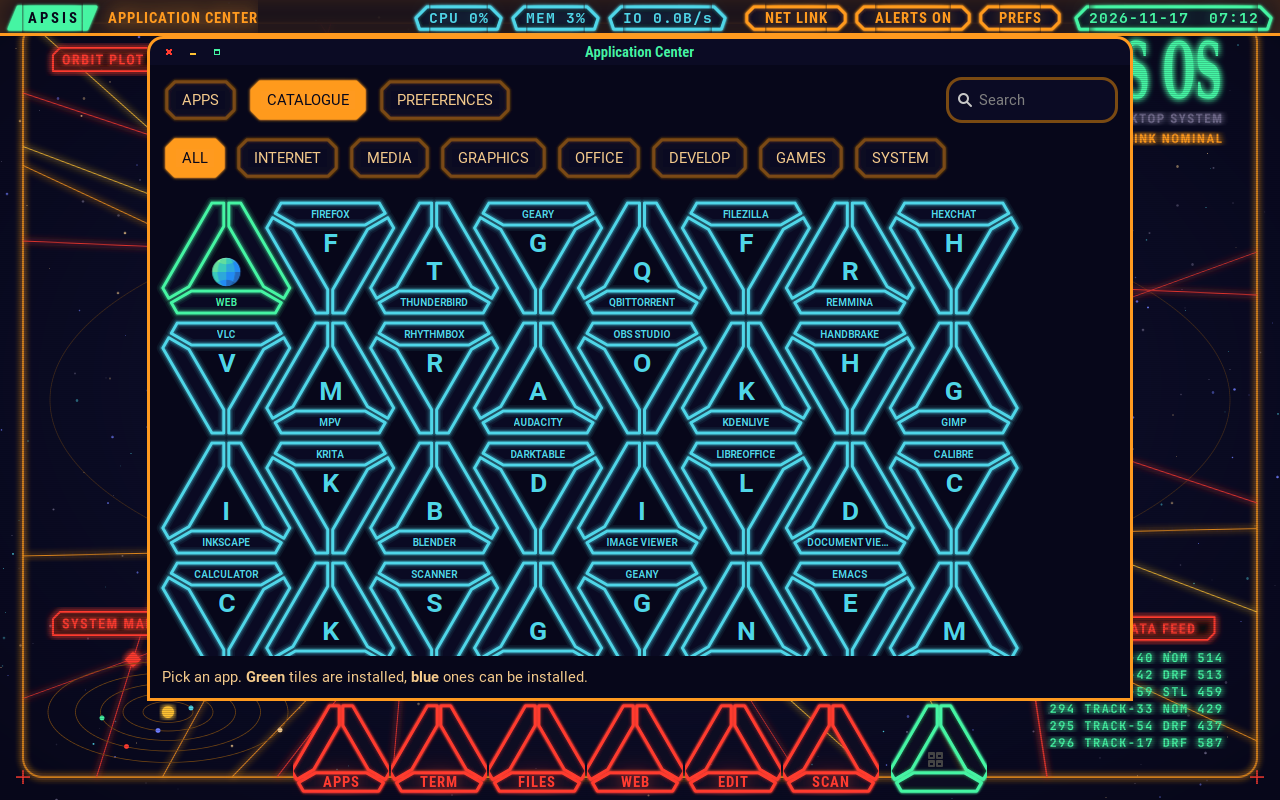 APSIS APPLICATION CENTER CPU 0% MEM 3% IO 0.0B/s NET LINK ALERTS ON PREFS 2026-11-17 07:12
Application Center
ORBIT PLOT
S OS
KTOP SYSTEM
INK NOMINAL
APPS CATALOGUE PREFERENCES Search
ALL INTERNET MEDIA GRAPHICS OFFICE DEVELOP GAMES SYSTEM
WEB FIREFOX F THUNDERBIRD T GEARY G QBITTORRENT Q FILEZILLA F REMMINA R HEXCHAT H
VLC V MPV M RHYTHMBOX R AUDACITY A OBS STUDIO O KDENLIVE K HANDBRAKE H GIMP G
INKSCAPE I KRITA K BLENDER B DARKTABLE D IMAGE VIEWER I LIBREOFFICE L DOCUMENT VIE… D CALIBRE C
CALCULATOR C K SCANNER S G GEANY G N EMACS E M
Pick an app. Green tiles are installed, blue ones can be installed.
SYSTEM MA
ATA FEED
40 NOM 514
42 DRF 513
59 STL 459
294 TRACK-33 NOM 429
295 TRACK-54 DRF 437
296 TRACK-17 DRF 587
APPS TERM FILES WEB EDIT SCAN